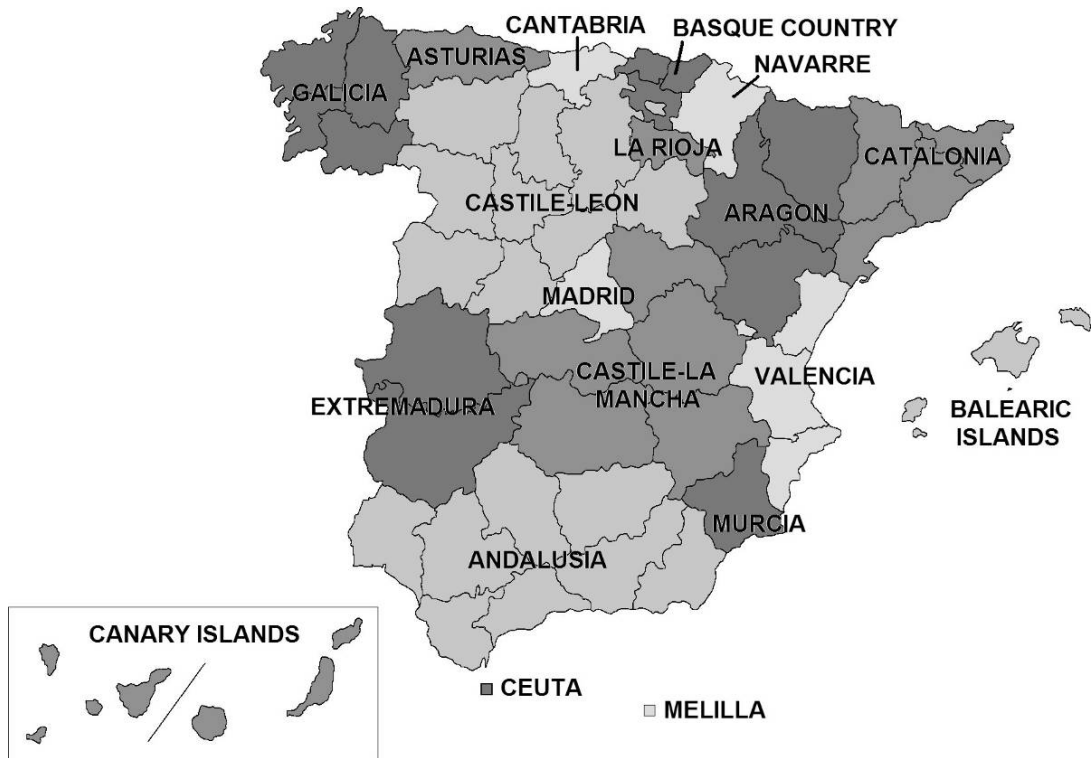 CANTABRIA
BASQUE COUNTRY
ASTURIAS
NAVARRE
GALICIA
LA RIOJA
CATALONIA
CASTILE-LEON
ARAGON
MADRID
CASTILE-LA
MANCHA
VALENCIA
EXTREMADURA
BALEARIC
ISLANDS
MURCIA
ANDALUSIA
CANARY ISLANDS
CEUTA
MELILLA